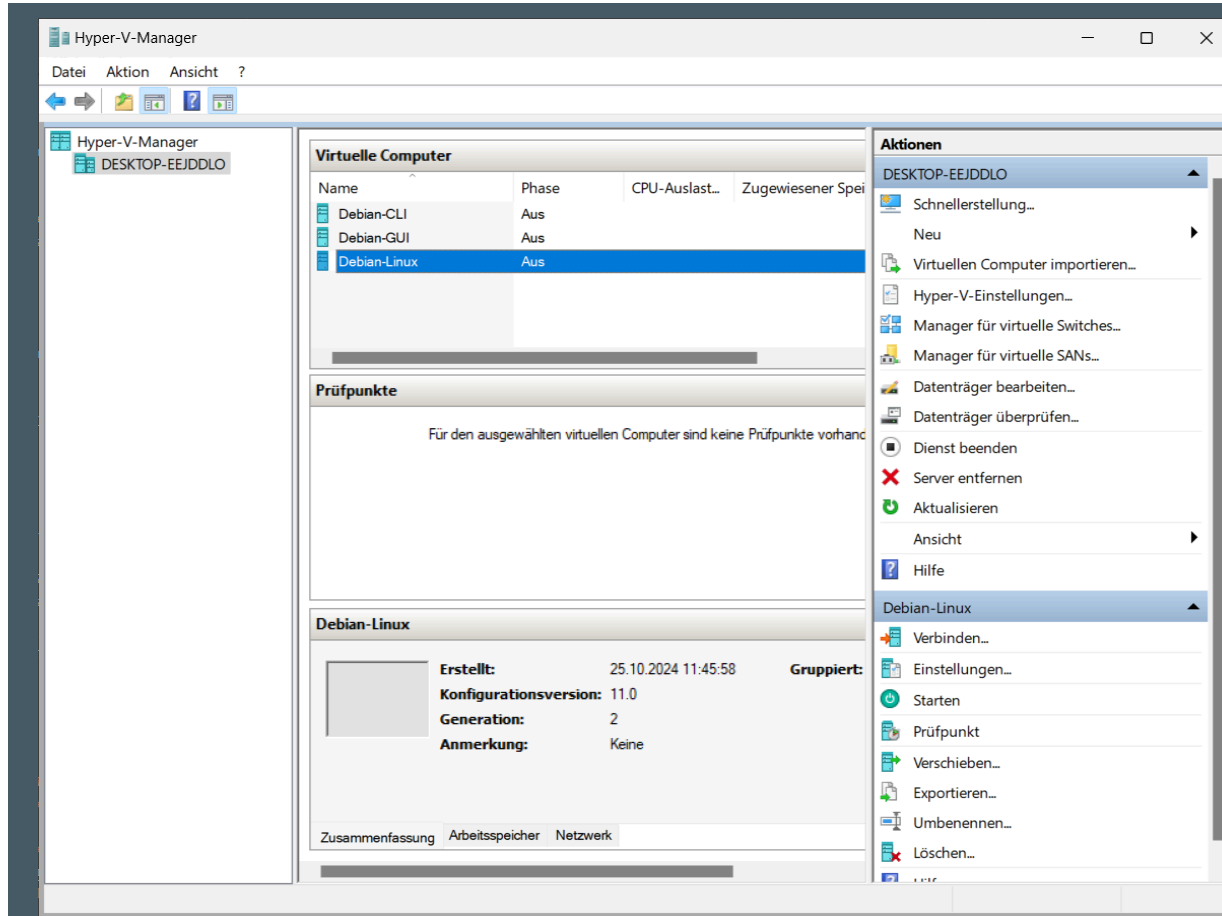 Hyper-V-Manager
Datei Aktion Ansicht ?
Hyper-V-Manager
DESKTOP-EEJDDLO
Virtuelle Computer
Name Phase CPU-Auslast... Zugewiesener Spei
Debian-CLI Aus
Debian-GUI Aus
Debian-Linux Aus
Prüfpunkte
Für den ausgewählten virtuellen Computer sind keine Prüfpunkte vorhand
Debian-Linux
Erstellt: 25.10.2024 11:45:58 Gruppiert:
Konfigurationsversion: 11.0
Generation: 2
Anmerkung: Keine
Zusammenfassung Arbeitsspeicher Netzwerk
Aktionen
DESKTOP-EEJDDLO
Schnellerstellung...
Neu
Virtuellen Computer importieren...
Hyper-V-Einstellungen...
Manager für virtuelle Switches...
Manager für virtuelle SANs...
Datenträger bearbeiten...
Datenträger überprüfen...
Dienst beenden
Server entfernen
Aktualisieren
Ansicht
Hilfe
Debian-Linux
Verbinden...
Einstellungen...
Starten
Prüfpunkt
Verschieben...
Exportieren...
Umbenennen...
Löschen...